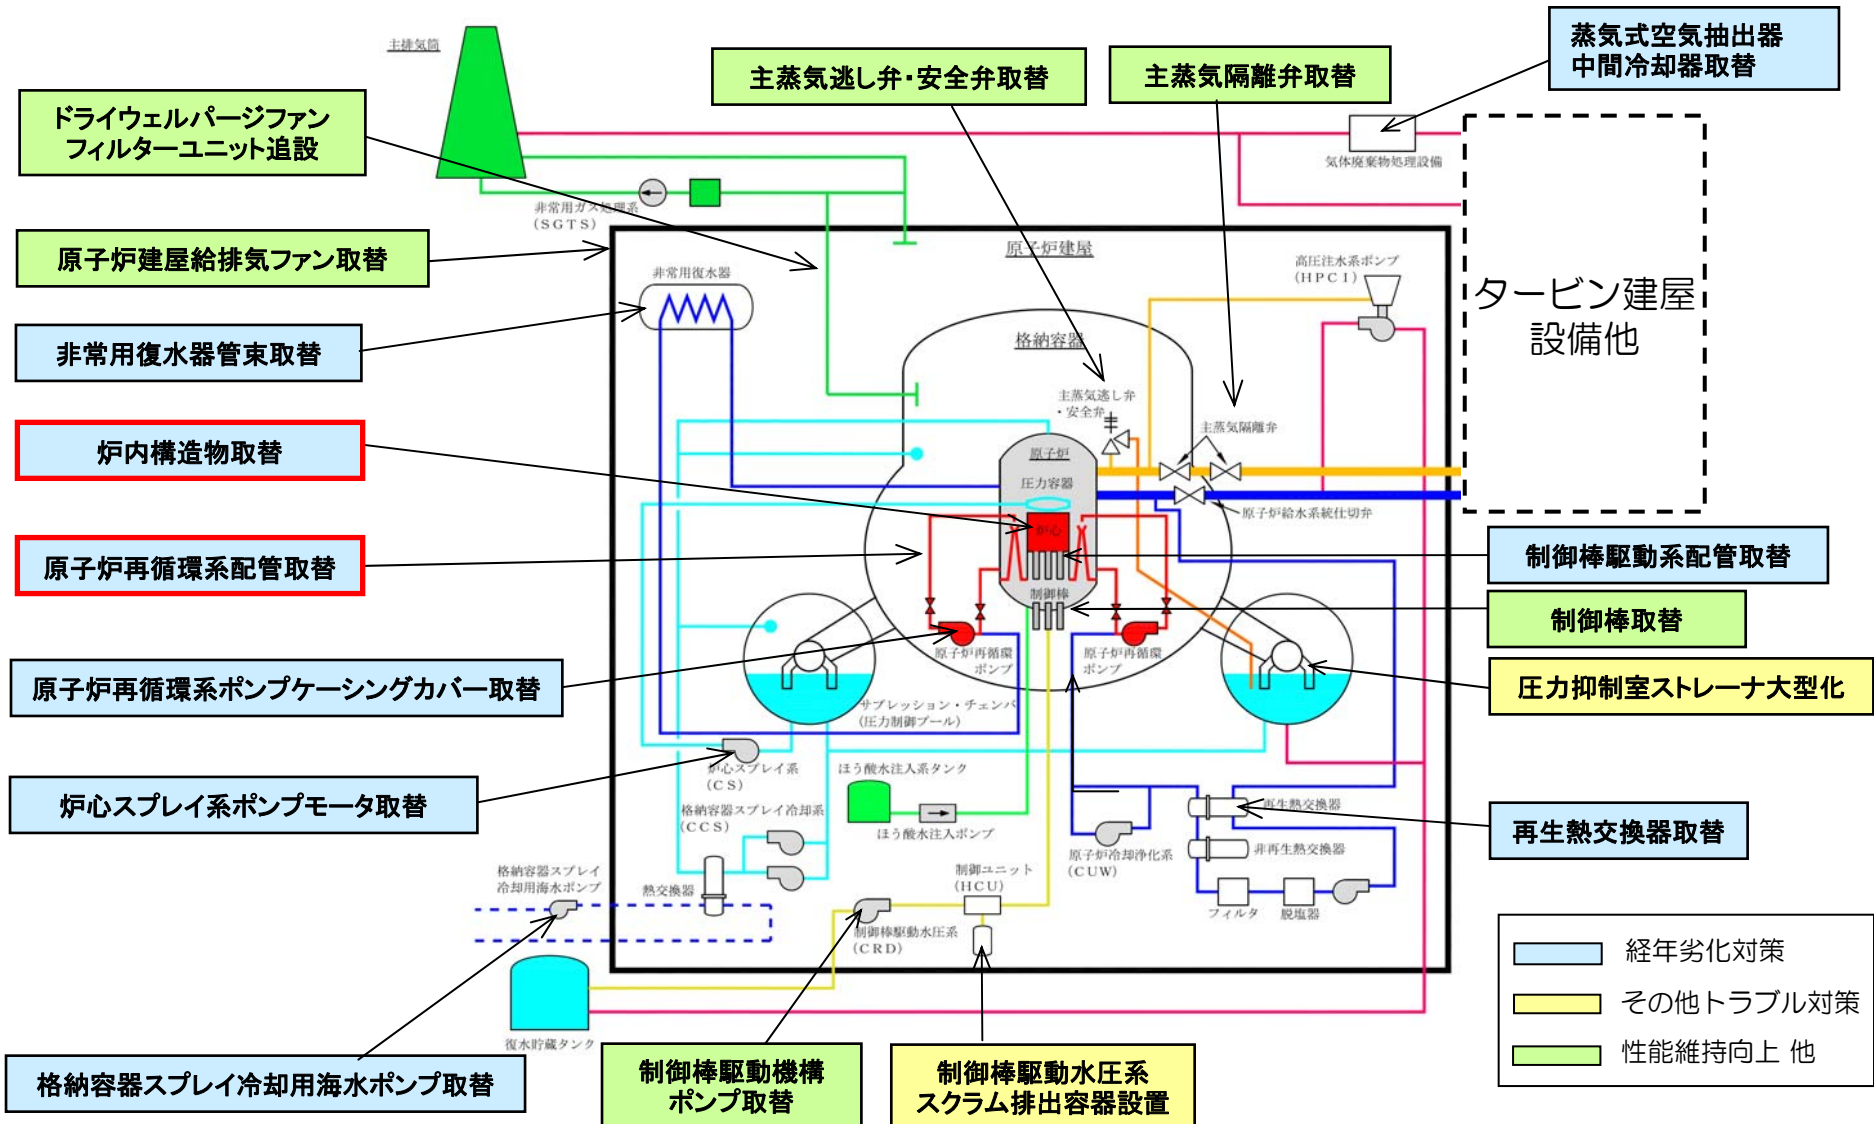 主排気筒
主蒸気逃し弁・安全弁取替
主蒸気隔離弁取替
蒸気式空気抽出器
中間冷却器取替
ドライウェルパージファン
フィルターユニット追設
気体廃棄物処理設備
非常用ガス処理系
(SGTS)
原子炉建屋給排気ファン取替
原子炉建屋
非常用復水器
高圧注水系ポンプ
(HPCI)
タービン建屋
設備他
非常用復水器管束取替
格納容器
主蒸気逃し弁
・安全弁
主蒸気隔離弁
炉内構造物取替
原子炉
圧力容器
原子炉給水系統仕切弁
炉心
原子炉再循環系配管取替
制御棒駆動系配管取替
制御棒
制御棒取替
原子炉再循環
ポンプ
原子炉再循環
ポンプ
原子炉再循環系ポンプケーシングカバー取替
圧力抑制室ストレーナ大型化
サプレッション・チェンバ
(圧力制御プール)
炉心スプレイ系
(CS)
ほう酸水注入系タンク
炉心スプレイ系ポンプモータ取替
格納容器スプレイ冷却系
(CCS)
ほう酸水注入ポンプ
再生熱交換器
再生熱交換器取替
原子炉冷却浄化系
(CUW)
非再生熱交換器
格納容器スプレイ
冷却用海水ポンプ
熱交換器
制御ユニット
(HCU)
フィルタ
脱塩器
制御棒駆動水圧系
(CRD)
復水貯蔵タンク
格納容器スプレイ冷却用海水ポンプ取替
制御棒駆動機構
ポンプ取替
制御棒駆動水圧系
スクラム排出容器設置
経年劣化対策
その他トラブル対策
性能維持向上 他